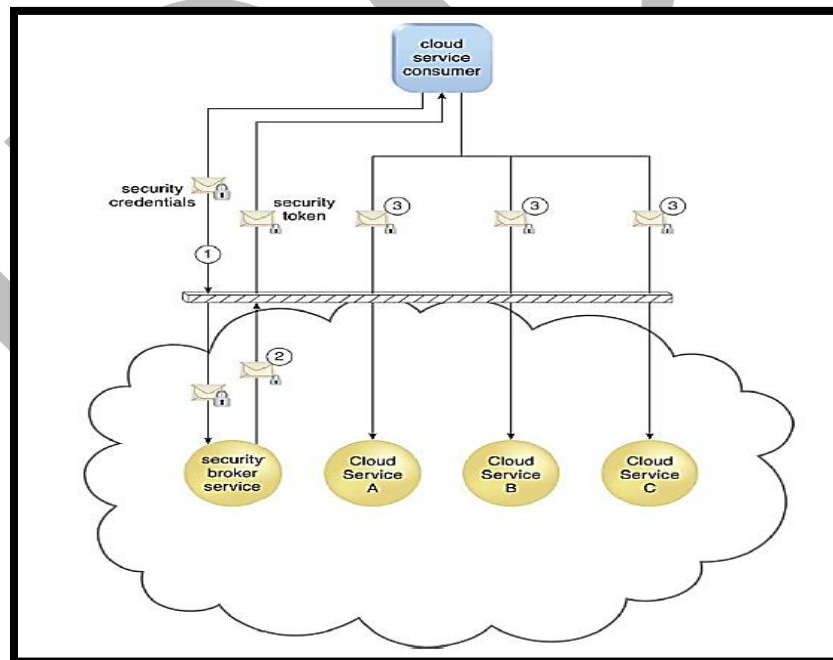 cloud
service
consumer
security
credentials
security
token
3
3
3
1
2
security
broker
service
Cloud
Service
A
Cloud
Service
B
Cloud
Service
C